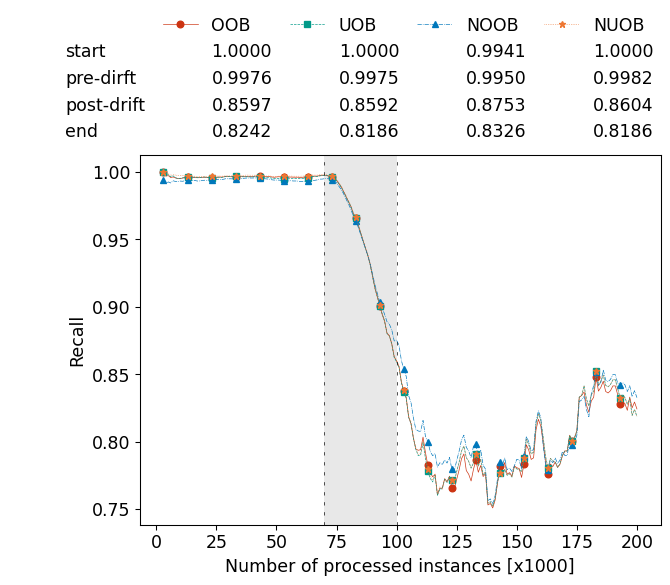 OOB UOB NOOB NUOB
start 1.0000 1.0000 0.9941 1.0000
pre-dirft 0.9976 0.9975 0.9950 0.9982
post-drift 0.8597 0.8592 0.8753 0.8604
end 0.8242 0.8186 0.8326 0.8186
1.00
0.95
0.90
0.85
0.80
0.75
Recall
0 25 50 75 100 125 150 175 200
Number of processed instances [x1000]